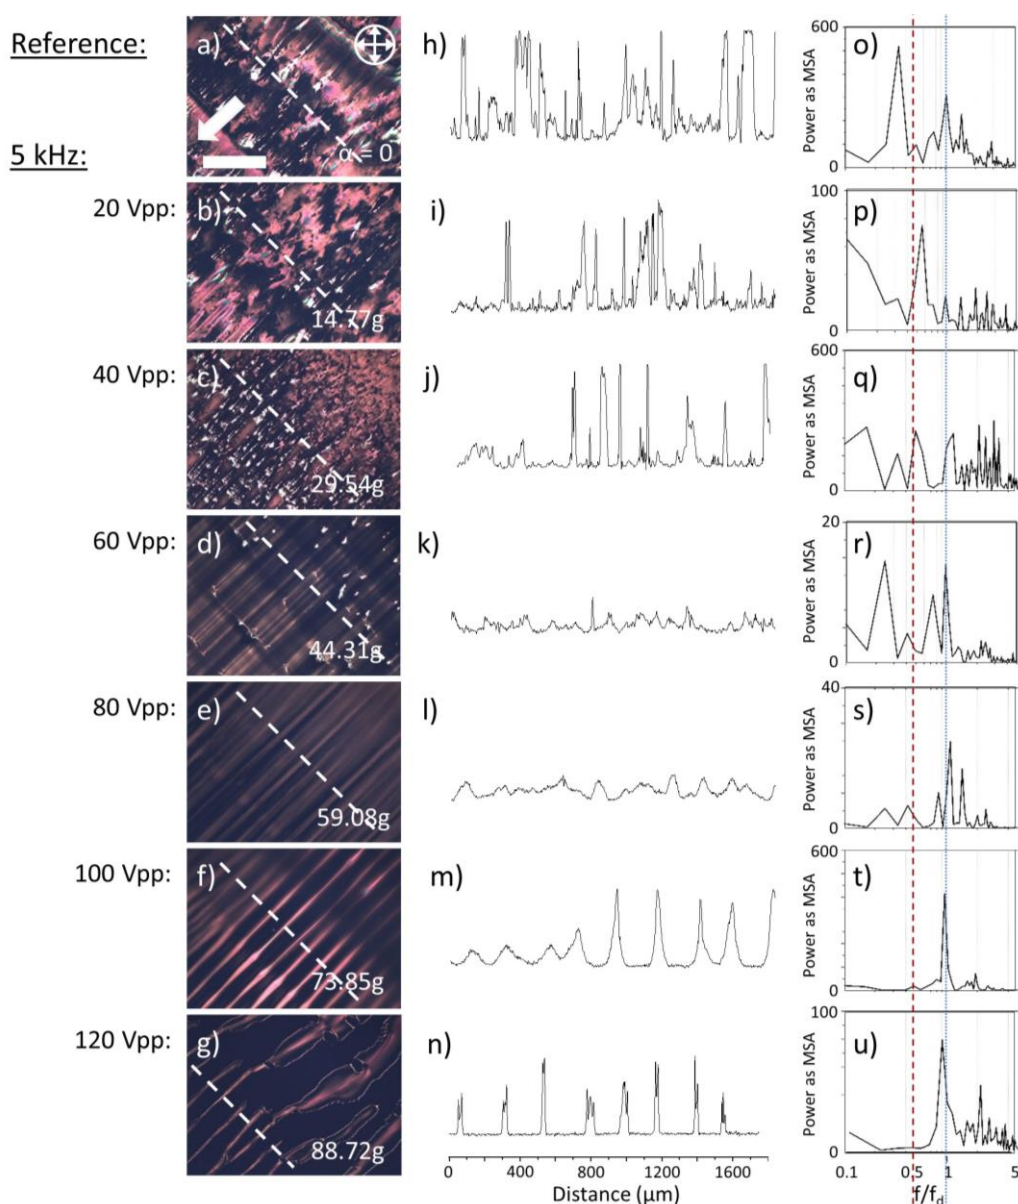 Reference:
a)
α = 0
h)
o)
Power as MSA
600
0
5 kHz:
20 Vpp:
b)
14.77g
i)
p)
Power as MSA
100
0
40 Vpp:
c)
29.54g
j)
q)
Power as MSA
600
0
60 Vpp:
d)
44.31g
k)
r)
Power as MSA
20
0
80 Vpp:
e)
59.08g
l)
s)
Power as MSA
40
0
100 Vpp:
f)
73.85g
m)
t)
Power as MSA
600
0
120 Vpp:
g)
88.72g
n)
u)
Power as MSA
100
0
0 400 800 1200 1600
Distance (µm)
0.1 0.5 1 5
f/fd